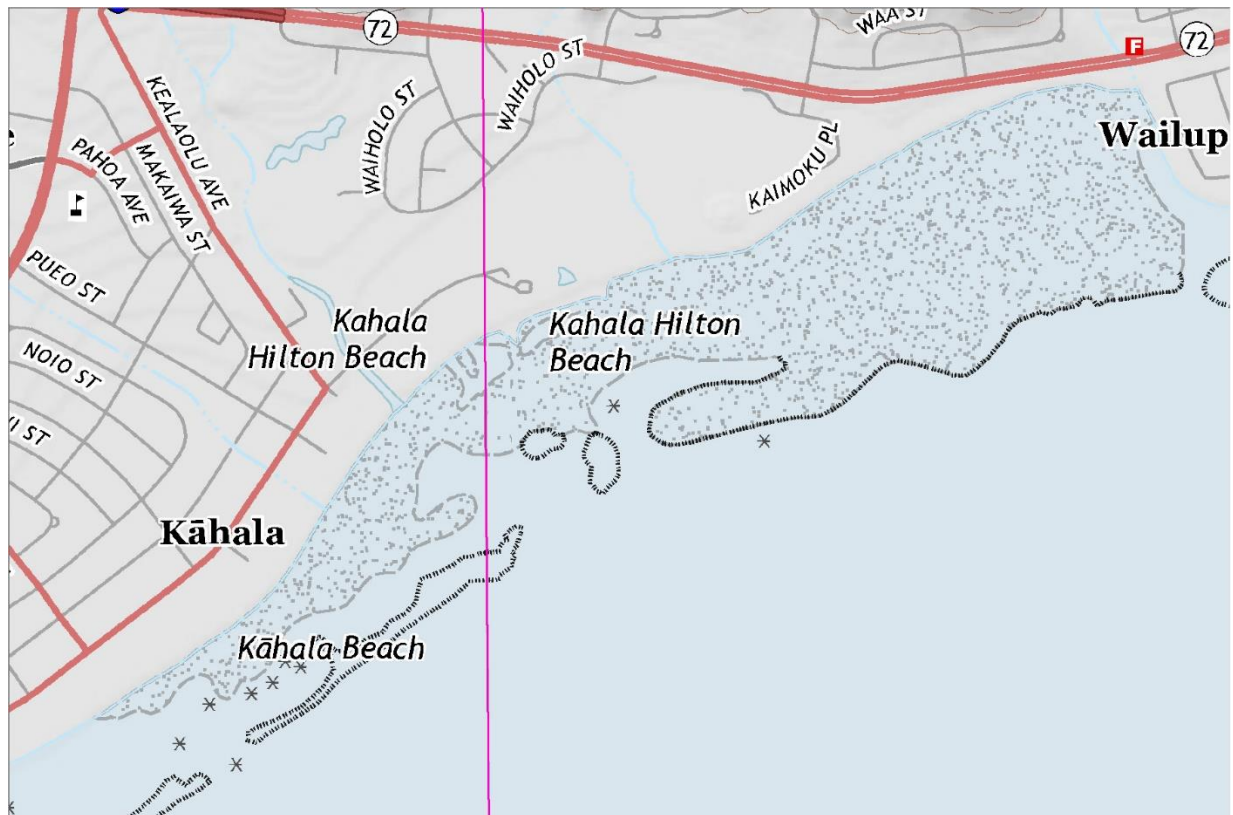 72
WAA ST
F
72
KEALAOLU AVE
WAIHOLO ST
WAIHOLO ST
Wailup
MAKAIWA ST
PAHOA AVE
KAIMOKU PL
PUEO ST
Kahala
Hilton Beach
Kahala Hilton
Beach
NOIO ST
I ST
Kāhala
Kāhala Beach